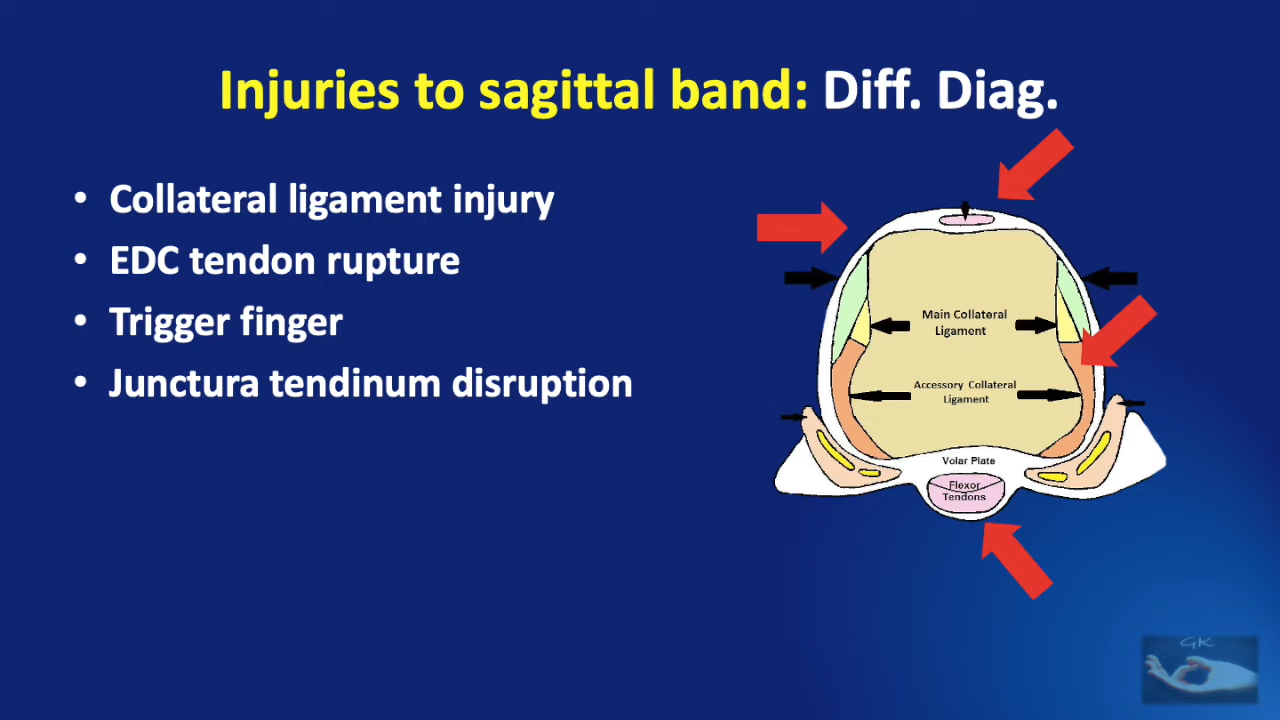 Injuries to sagittal band: Diff. Diag.
• Collateral ligament injury
• EDC tendon rupture
• Trigger finger
• Junctura tendinum disruption
Main Collateral
Ligament
Accessory Collateral
Ligament
Volar Plate
Flexor
Tendons
GK